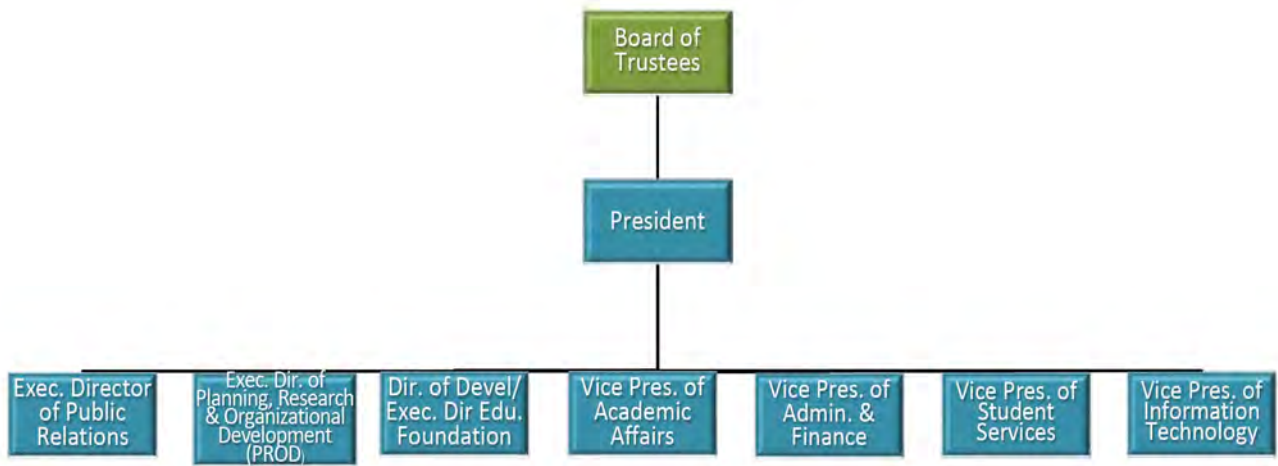 Board of
Trustees
President
Exec. Director
of Public
Relations
Exec. Dir. of
Planning, Research
& Organizational
Development
(PROD)
Dir. of Devel/
Exec. Dir Edu.
Foundation
Vice Pres. of
Academic
Affairs
Vice Pres. of
Admin. &
Finance
Vice Pres. of
Student
Services
Vice Pres. of
Information
Technology